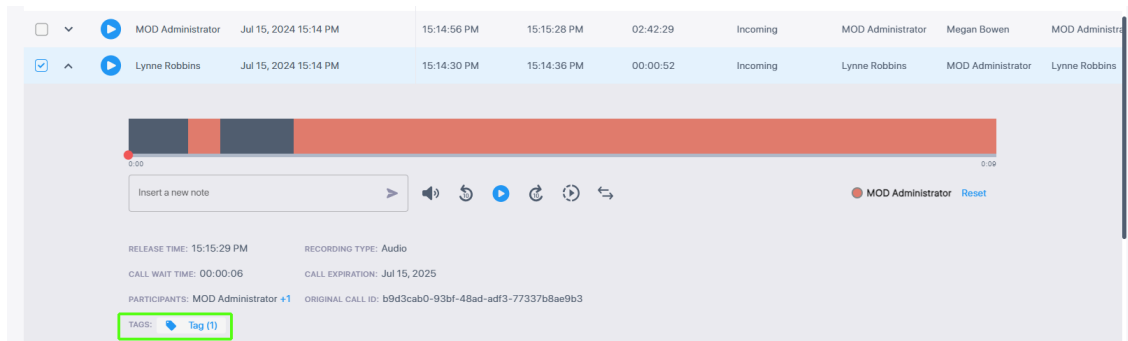 MOD Administrator Jul 15, 2024 15:14 PM 15:14:56 PM 15:15:28 PM 02:42:29 Incoming MOD Administrator Megan Bowen MOD Administra
Lynne Robbins Jul 15, 2024 15:14 PM 15:14:30 PM 15:14:36 PM 00:00:52 Incoming Lynne Robbins MOD Administrator Lynne Robbins
0:00 0:09
Insert a new note 10 10 MOD Administrator Reset
RELEASE TIME: 15:15:29 PM RECORDING TYPE: Audio
CALL WAIT TIME: 00:00:06 CALL EXPIRATION: Jul 15, 2025
PARTICIPANTS: MOD Administrator +1 ORIGINAL CALL ID: b9d3cab0-93bf-48ad-adf3-77337b8ae9b3
TAGS: Tag (1)